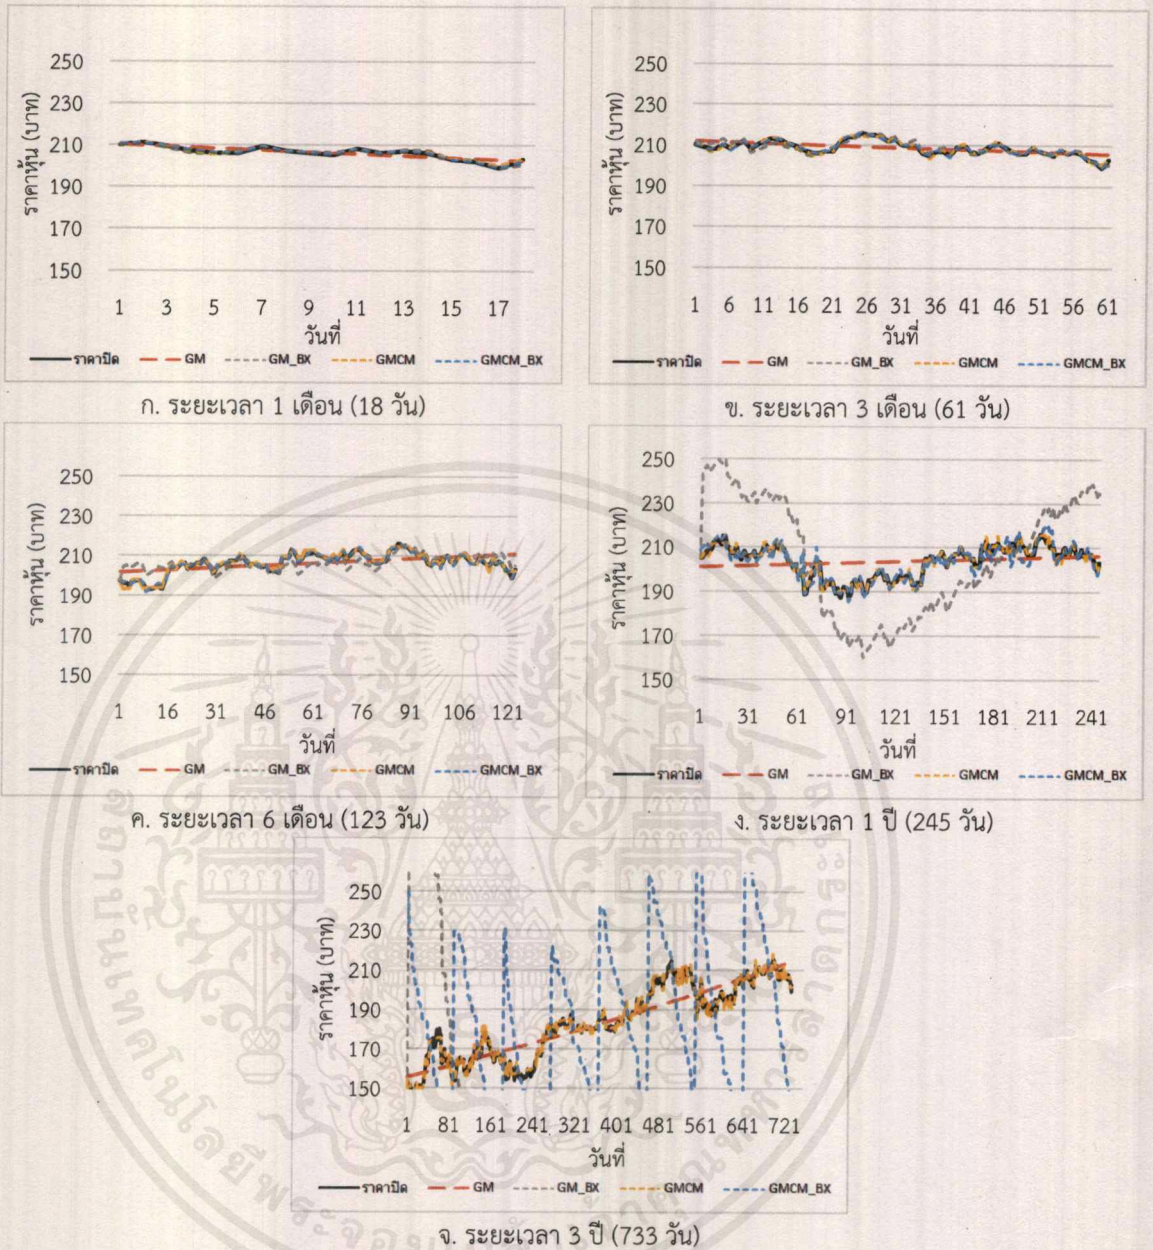 250
230
210
190
170
150
ราคาหุ้น (บาท)
1 3 5 7 9 11 13 15 17
วันที่
ราคาปิด GM GM_BX GMCM GMCM_BX
ก. ระยะเวลา 1 เดือน (18 วัน)
250
230
210
190
170
150
ราคาหุ้น (บาท)
1 6 11 16 21 26 31 36 41 46 51 56 61
วันที่
ราคาปิด GM GM_BX GMCM GMCM_BX
ข. ระยะเวลา 3 เดือน (61 วัน)
250
230
210
190
170
150
ราคาหุ้น (บาท)
1 16 31 46 61 76 91 106 121
วันที่
ราคาปิด GM GM_BX GMCM GMCM_BX
ค. ระยะเวลา 6 เดือน (123 วัน)
250
230
210
190
170
150
ราคาหุ้น (บาท)
1 31 61 91 121 151 181 211 241
วันที่
ราคาปิด GM GM_BX GMCM GMCM_BX
ง. ระยะเวลา 1 ปี (245 วัน)
250
230
210
190
170
150
ราคาหุ้น (บาท)
1 81 161 241 321 401 481 561 641 721
วันที่
ราคาปิด GM GM_BX GMCM GMCM_BX
จ. ระยะเวลา 3 ปี (733 วัน)